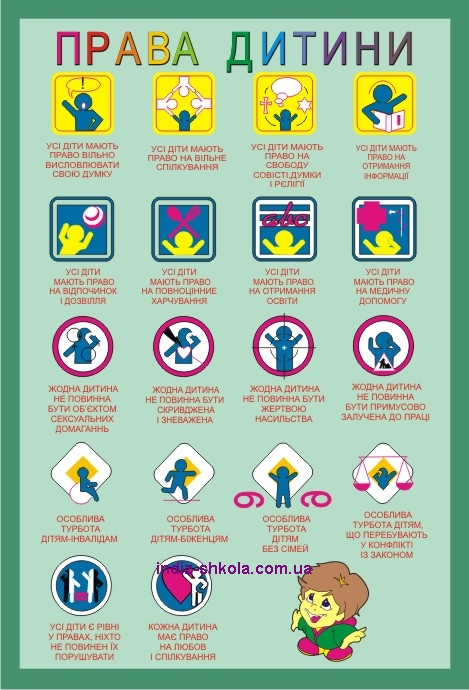 ПРАВА ДИТИНИ
!
УСІ ДІТИ МАЮТЬ
ПРАВО ВІЛЬНО
ВИСЛОВЛЮВАТИ
СВОЮ ДУМКУ
УСІ ДІТИ МАЮТЬ
ПРАВО НА ВІЛЬНЕ
СПІЛКУВАННЯ
УСІ ДІТИ МАЮТЬ
ПРАВО НА
СВОБОДУ
СОВІСТІ,ДУМКИ
І РЄЛІГІЇ
УСІ ДІТИ МАЮТЬ
ПРАВО НА
ОТРИМАННЯ
ІНФОРМАЦІЇ
abc
УСІ ДІТИ
МАЮТЬ ПРАВО
НА ВІДПОЧИНОК
І ДОЗВІЛЛЯ
УСІ ДІТИ
МАЮТЬ ПРАВО
НА ПОВНОЦІННЕ
ХАРЧУВАННЯ
УСІ ДІТИ
МАЮТЬ ПРАВО
НА ОТРИМАННЯ
ОСВІТИ
УСІ ДІТИ
МАЮТЬ ПРАВО
НА МЕДИЧНУ
ДОПОМОГУ
ЖОДНА ДИТИНА
НЕ ПОВИННА
БУТИ ОБ'ЄКТОМ
СЕКСУАЛЬНИХ
ДОМАГАННЬ
ЖОДНА ДИТИНА
НЕ ПОВИННА БУТИ
СКРИВДЖЕНА
І ЗНЕВАЖЕНА
ЖОДНА ДИТИНА
НЕ ПОВИННА БУТИ
ЖЕРТВОЮ
НАСИЛЬСТВА
ЖОДНА ДИТИНА
НЕ ПОВИННА
БУТИ ПРИМУСОВО
ЗАЛУЧЕНА ДО ПРАЦІ
ОСОБЛИВА
ТУРБОТА
ДІТЯМ-ІНВАЛІДАМ
ОСОБЛИВА
ТУРБОТА
ДІТЯМ-БІЖЕНЦЯМ
ОСОБЛИВА
ТУРБОТА
ДІТЯМ
БЕЗ СІМЕЙ
ОСОБЛИВА
ТУРБОТА ДІТЯМ,
ЩО ПЕРЕБУВАЮТЬ
У КОНФЛІКТІ
ІЗ ЗАКОНОМ
india-shkola.com.ua
УСІ ДІТИ Є РІВНІ
У ПРАВАХ, НІХТО
НЕ ПОВИНЕН ЇХ
ПОРУШУВАТИ
КОЖНА ДИТИНА
МАЄ ПРАВО
НА ЛЮБОВ
І СПІЛКУВАННЯ